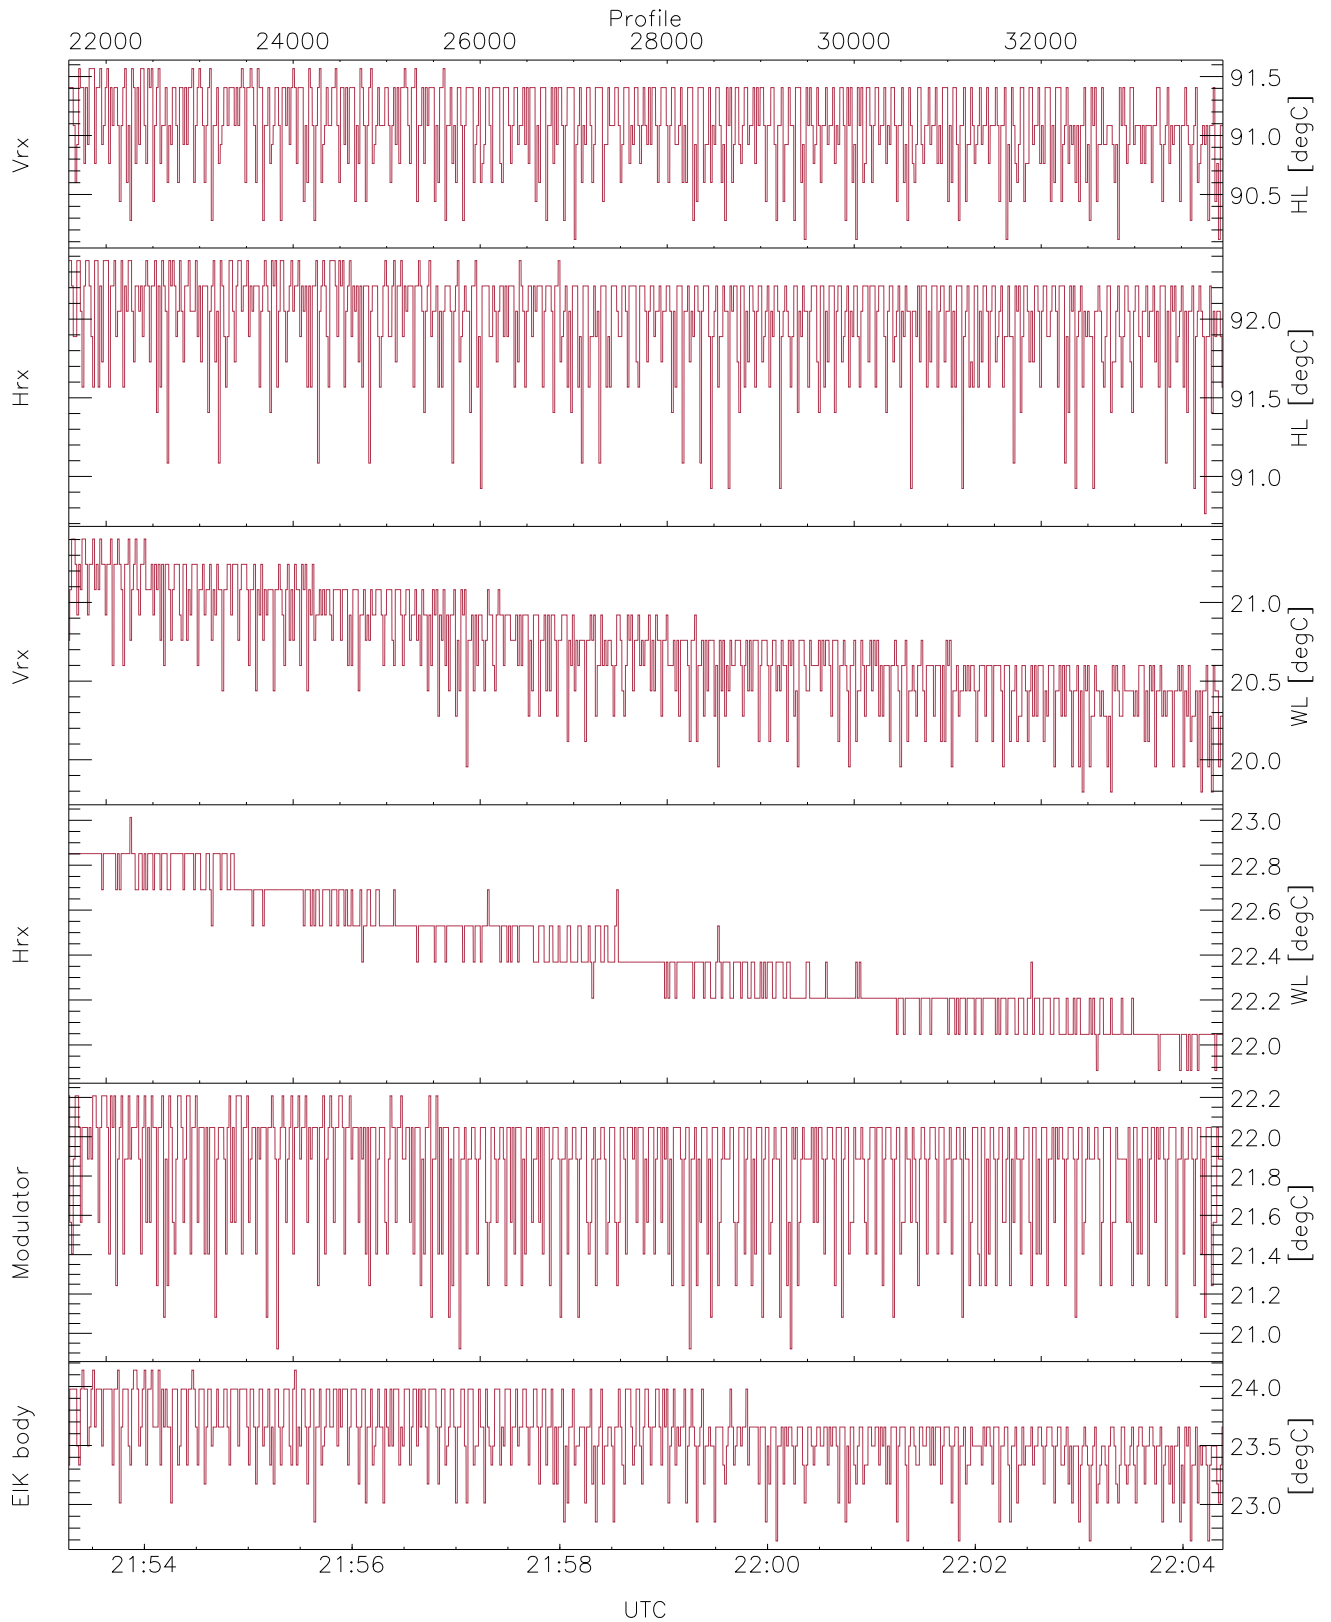 Profile
22000 24000 26000 28000 30000 32000
Vrx
91.5
91.0
90.5
HL [degC]
Hrx
92.0
91.5
91.0
HL [degC]
Vrx
21.0
20.5
20.0
WL [degC]
Hrx
23.0
22.8
22.6
22.4
22.2
22.0
WL [degC]
Modulator
22.2
22.0
21.8
21.6
21.4
21.2
21.0
[degC]
EIK body
24.0
23.5
23.0
[degC]
21:54 21:56 21:58 22:00 22:02 22:04
UTC